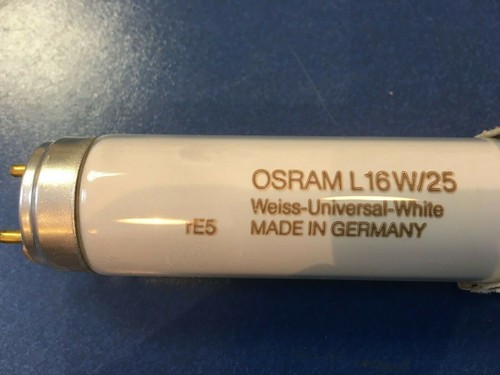 OSRAM L16W/25
Weiss-Universal-White
rE5 MADE IN GERMANY